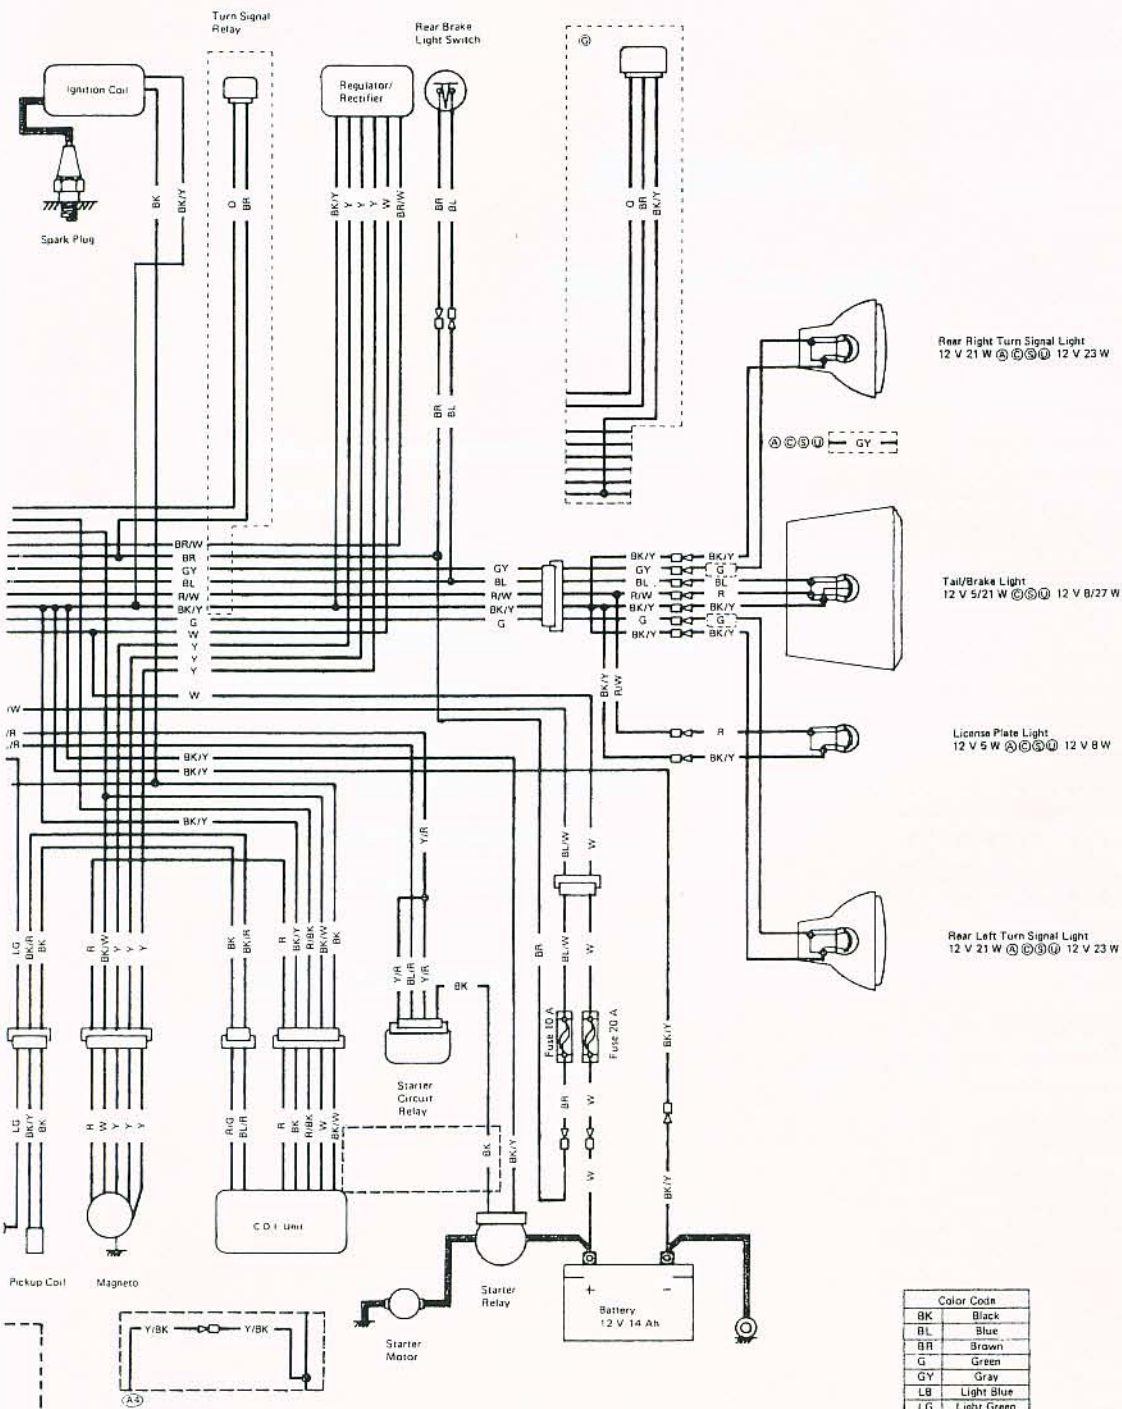 Turn Signal
Relay
Rear Brake
Light Switch
Ignition Coil
Regulator/
Rectifier
G
Spark Plug
BK
BK/Y
O
BR
BK/Y
Y
Y
Y
W
BR/W
BR
BL
O
BR
BK/Y
BR
BL
Rear Right Turn Signal Light
12 V 21 W A C S U 12 V 23 W
A C S U GY
BR/W
BR
GY
BL
R/W
BK/Y
G
W
Y
Y
Y
W
GY
BL
R/W
BK/Y
G
BK/Y
GY
BL
R/W
BK/Y
G
BK/Y
BK/Y
G
BL
R
BK/Y
G
BK/Y
Tail/Brake Light
12 V 5/21 W C S U 12 V 8/27 W
BK/Y
R/W
/W
/R
/R
R
BK/Y
License Plate Light
12 V 5 W A C S U 12 V 8 W
BK/Y
BK/Y
BK/Y
Y/R
BL/W
W
LG
BK/R
BK
R
BK/W
Y
Y
Y
BK
BK/R
R
BK/Y
R/BK
BK/W
BK
Y/R
BL/R
Y/R
BK
BR
BL/W
W
Rear Left Turn Signal Light
12 V 21 W A C S U 12 V 23 W
Fuse 10 A
Fuse 20 A
BK/Y
Starter
Circuit
Relay
LG
BK/Y
BK
R
W
Y
Y
Y
R/G
BL/R
R
BK
R/BK
W
BK/W
BK
BK/Y
BR
W
W
BK/Y
C D I Unit
Pickup Coil
Magneto
Starter
Relay
+
-
Battery
12 V 14 Ah
Starter
Motor
Y/BK
Y/BK
A4
Color Code
BK Black
BL Blue
BR Brown
G Green
GY Gray
LB Light Blue
LG Light Green